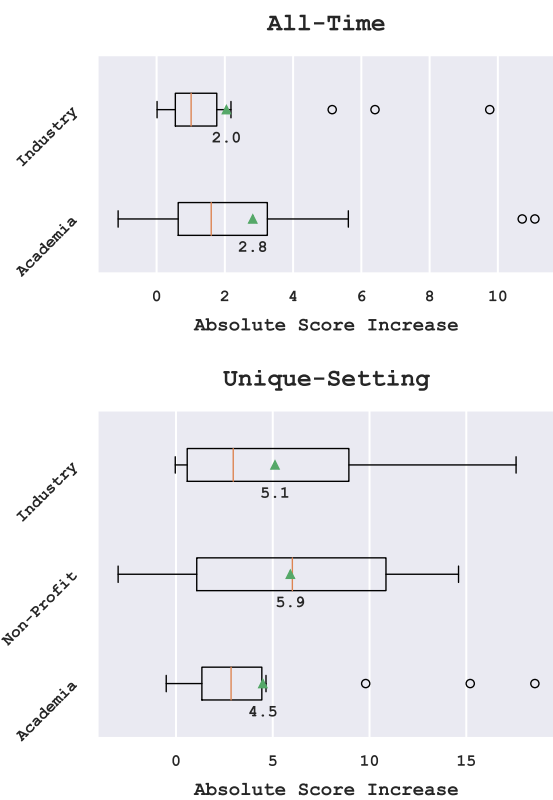 All-Time
Industry
2.0
Academia
2.8
0 2 4 6 8 10
Absolute Score Increase
Unique-Setting
Industry
5.1
Non-Profit
5.9
Academia
4.5
0 5 10 15
Absolute Score Increase